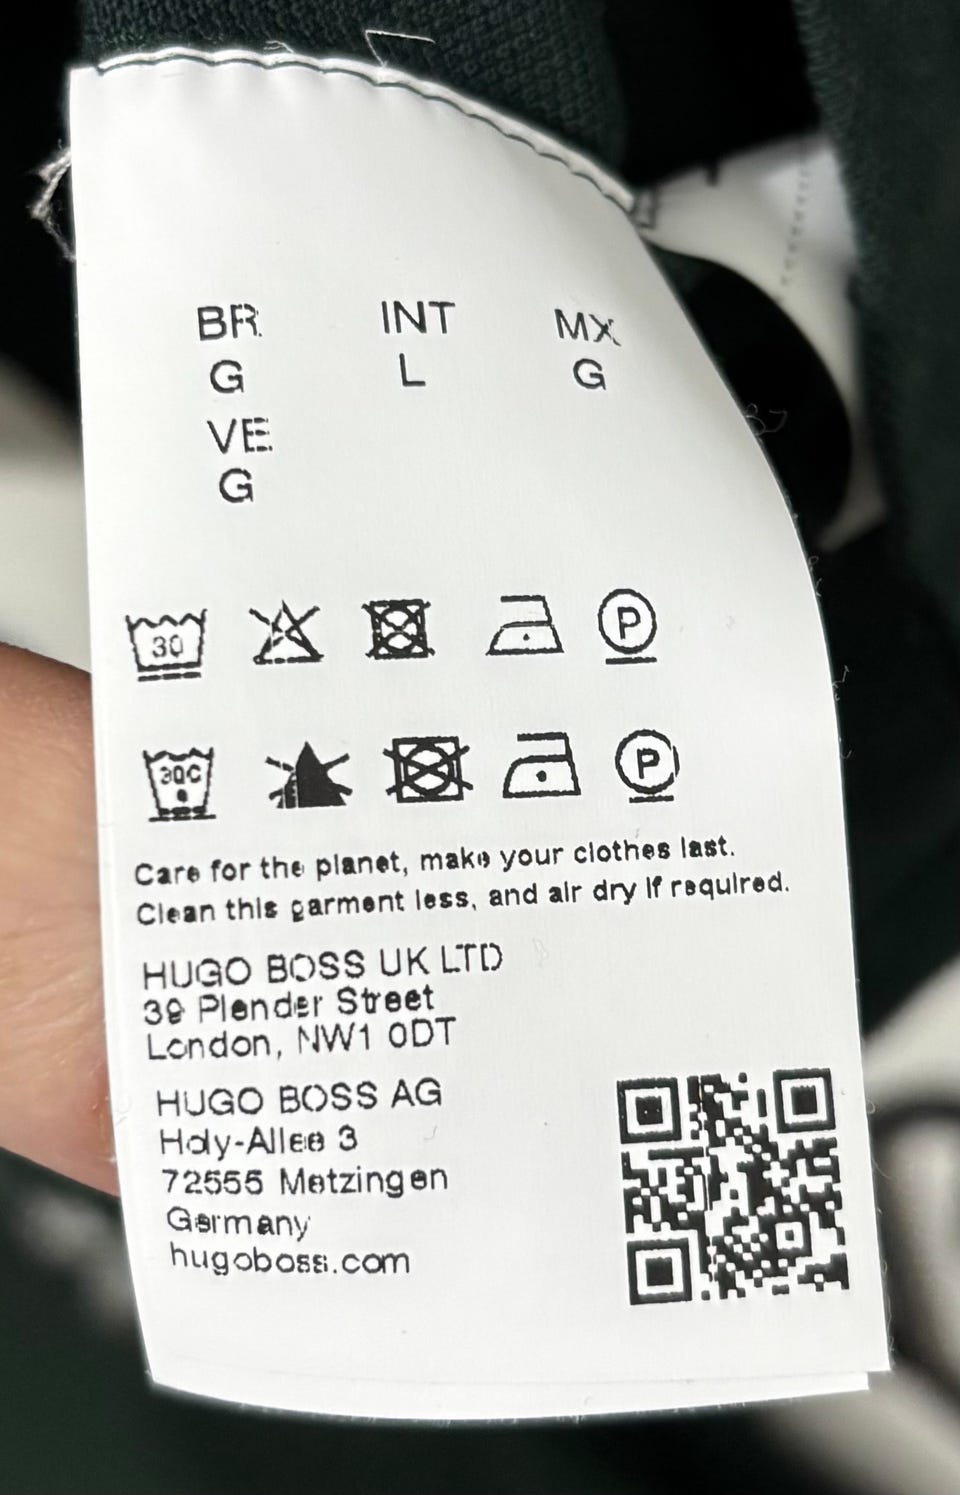 BR INT MX
G L G
VE
G
30 P
30C P
Care for the planet, make your clothes last.
Clean this garment less, and air dry if required.
HUGO BOSS UK LTD
39 Plender Street
London, NW1 0DT
HUGO BOSS AG
Holy-Allee 3
72555 Metzingen
Germany
hugoboss.com